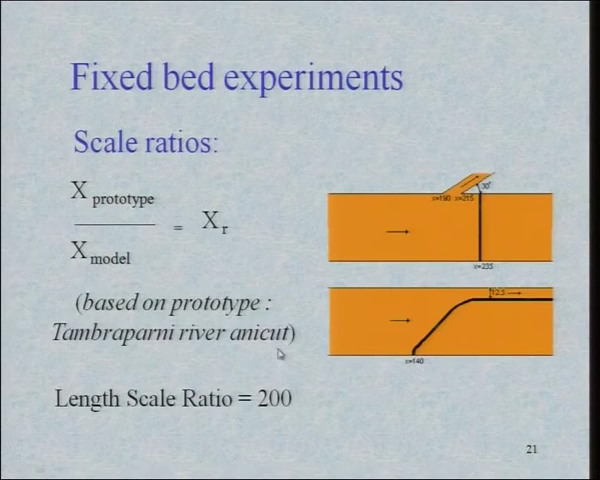 Fixed bed experiments
Scale ratios:
X prototype
= X r
X model
(based on prototype :
Tambraparni river anicut)
Length Scale Ratio = 200
30°
x=190 x=215
x=235
12.5
x=140
21